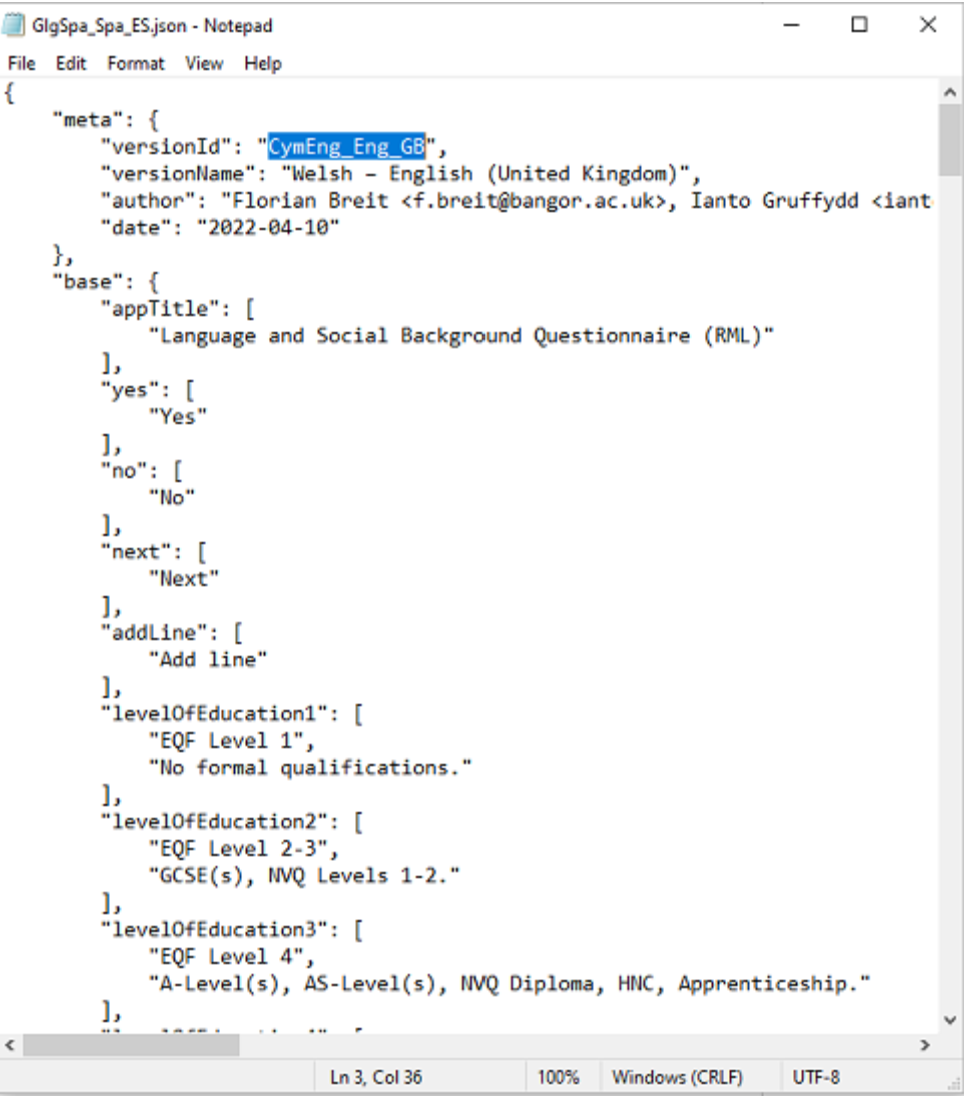 GlgSpa_Spa_ES.json - Notepad
File Edit Format View Help
{
    "meta": {
        "versionId": "CymEng_Eng_GB",
        "versionName": "Welsh – English (United Kingdom)",
        "author": "Florian Breit <f.breit@bangor.ac.uk>, Ianto Gruffydd <iant
        "date": "2022-04-10"
    },
    "base": {
        "appTitle": [
            "Language and Social Background Questionnaire (RML)"
        ],
        "yes": [
            "Yes"
        ],
        "no": [
            "No"
        ],
        "next": [
            "Next"
        ],
        "addLine": [
            "Add line"
        ],
        "levelOfEducation1": [
            "EQF Level 1",
            "No formal qualifications."
        ],
        "levelOfEducation2": [
            "EQF Level 2-3",
            "GCSE(s), NVQ Levels 1-2."
        ],
        "levelOfEducation3": [
            "EQF Level 4",
            "A-Level(s), AS-Level(s), NVQ Diploma, HNC, Apprenticeship."
        ],
Ln 3, Col 36 100% Windows (CRLF) UTF-8